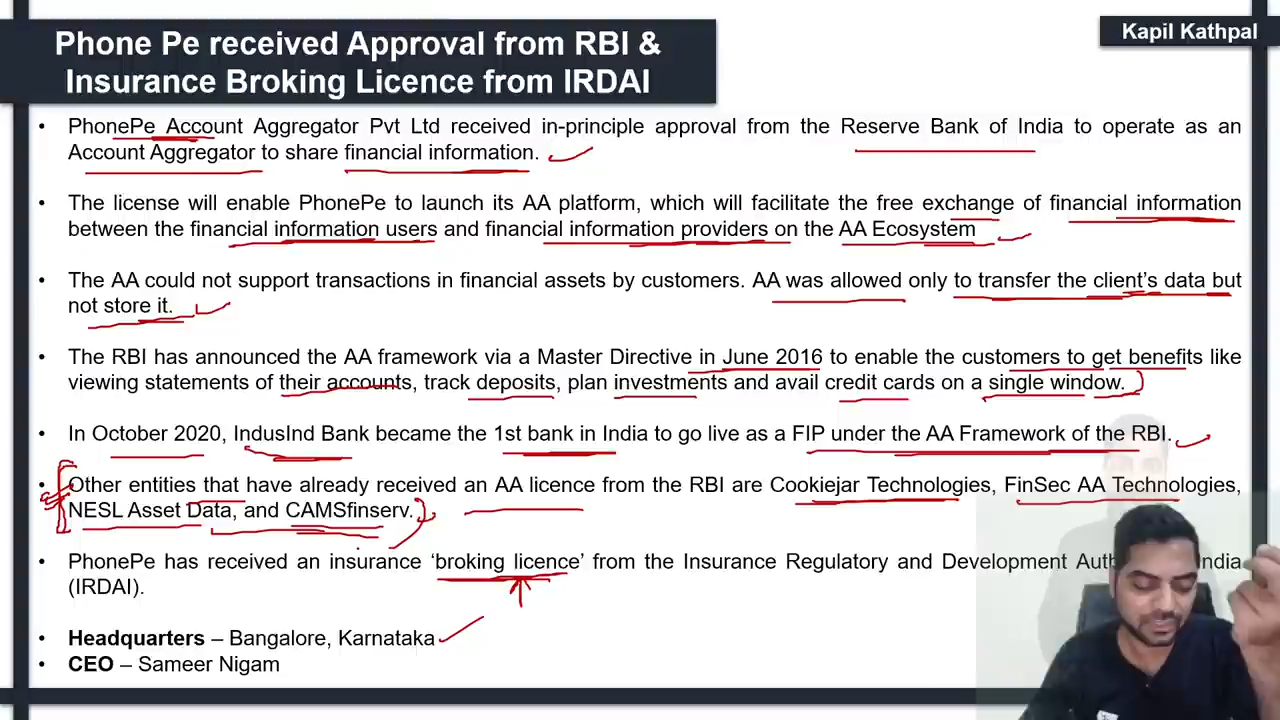 Phone Pe received Approval from RBI &
Insurance Broking Licence from IRDAI
Kapil Kathpal
• PhonePe Account Aggregator Pvt Ltd received in-principle approval from the Reserve Bank of India to operate as an
Account Aggregator to share financial information.
• The license will enable PhonePe to launch its AA platform, which will facilitate the free exchange of financial information
between the financial information users and financial information providers on the AA Ecosystem
• The AA could not support transactions in financial assets by customers. AA was allowed only to transfer the client's data but
not store it.
• The RBI has announced the AA framework via a Master Directive in June 2016 to enable the customers to get benefits like
viewing statements of their accounts, track deposits, plan investments and avail credit cards on a single window.
• In October 2020, IndusInd Bank became the 1st bank in India to go live as a FIP under the AA Framework of the RBI.
• Other entities that have already received an AA licence from the RBI are Cookiejar Technologies, FinSec AA Technologies,
NESL Asset Data, and CAMSfinserv.
• PhonePe has received an insurance ‘broking licence’ from the Insurance Regulatory and Development India
(IRDAI).
• Headquarters – Bangalore, Karnataka
• CEO – Sameer Nigam